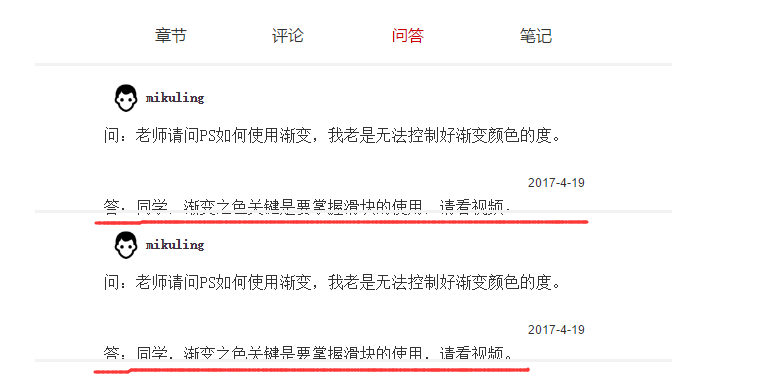 章节 评论 问答 笔记
mikuling
问：老师请问PS如何使用渐变，我老是无法控制好渐变颜色的度。
2017-4-19
答：同学，渐变之色关键是要掌握滑块的使用，请看视频。
mikuling
问：老师请问PS如何使用渐变，我老是无法控制好渐变颜色的度。
2017-4-19
答：同学，渐变之色关键是要掌握滑块的使用，请看视频。